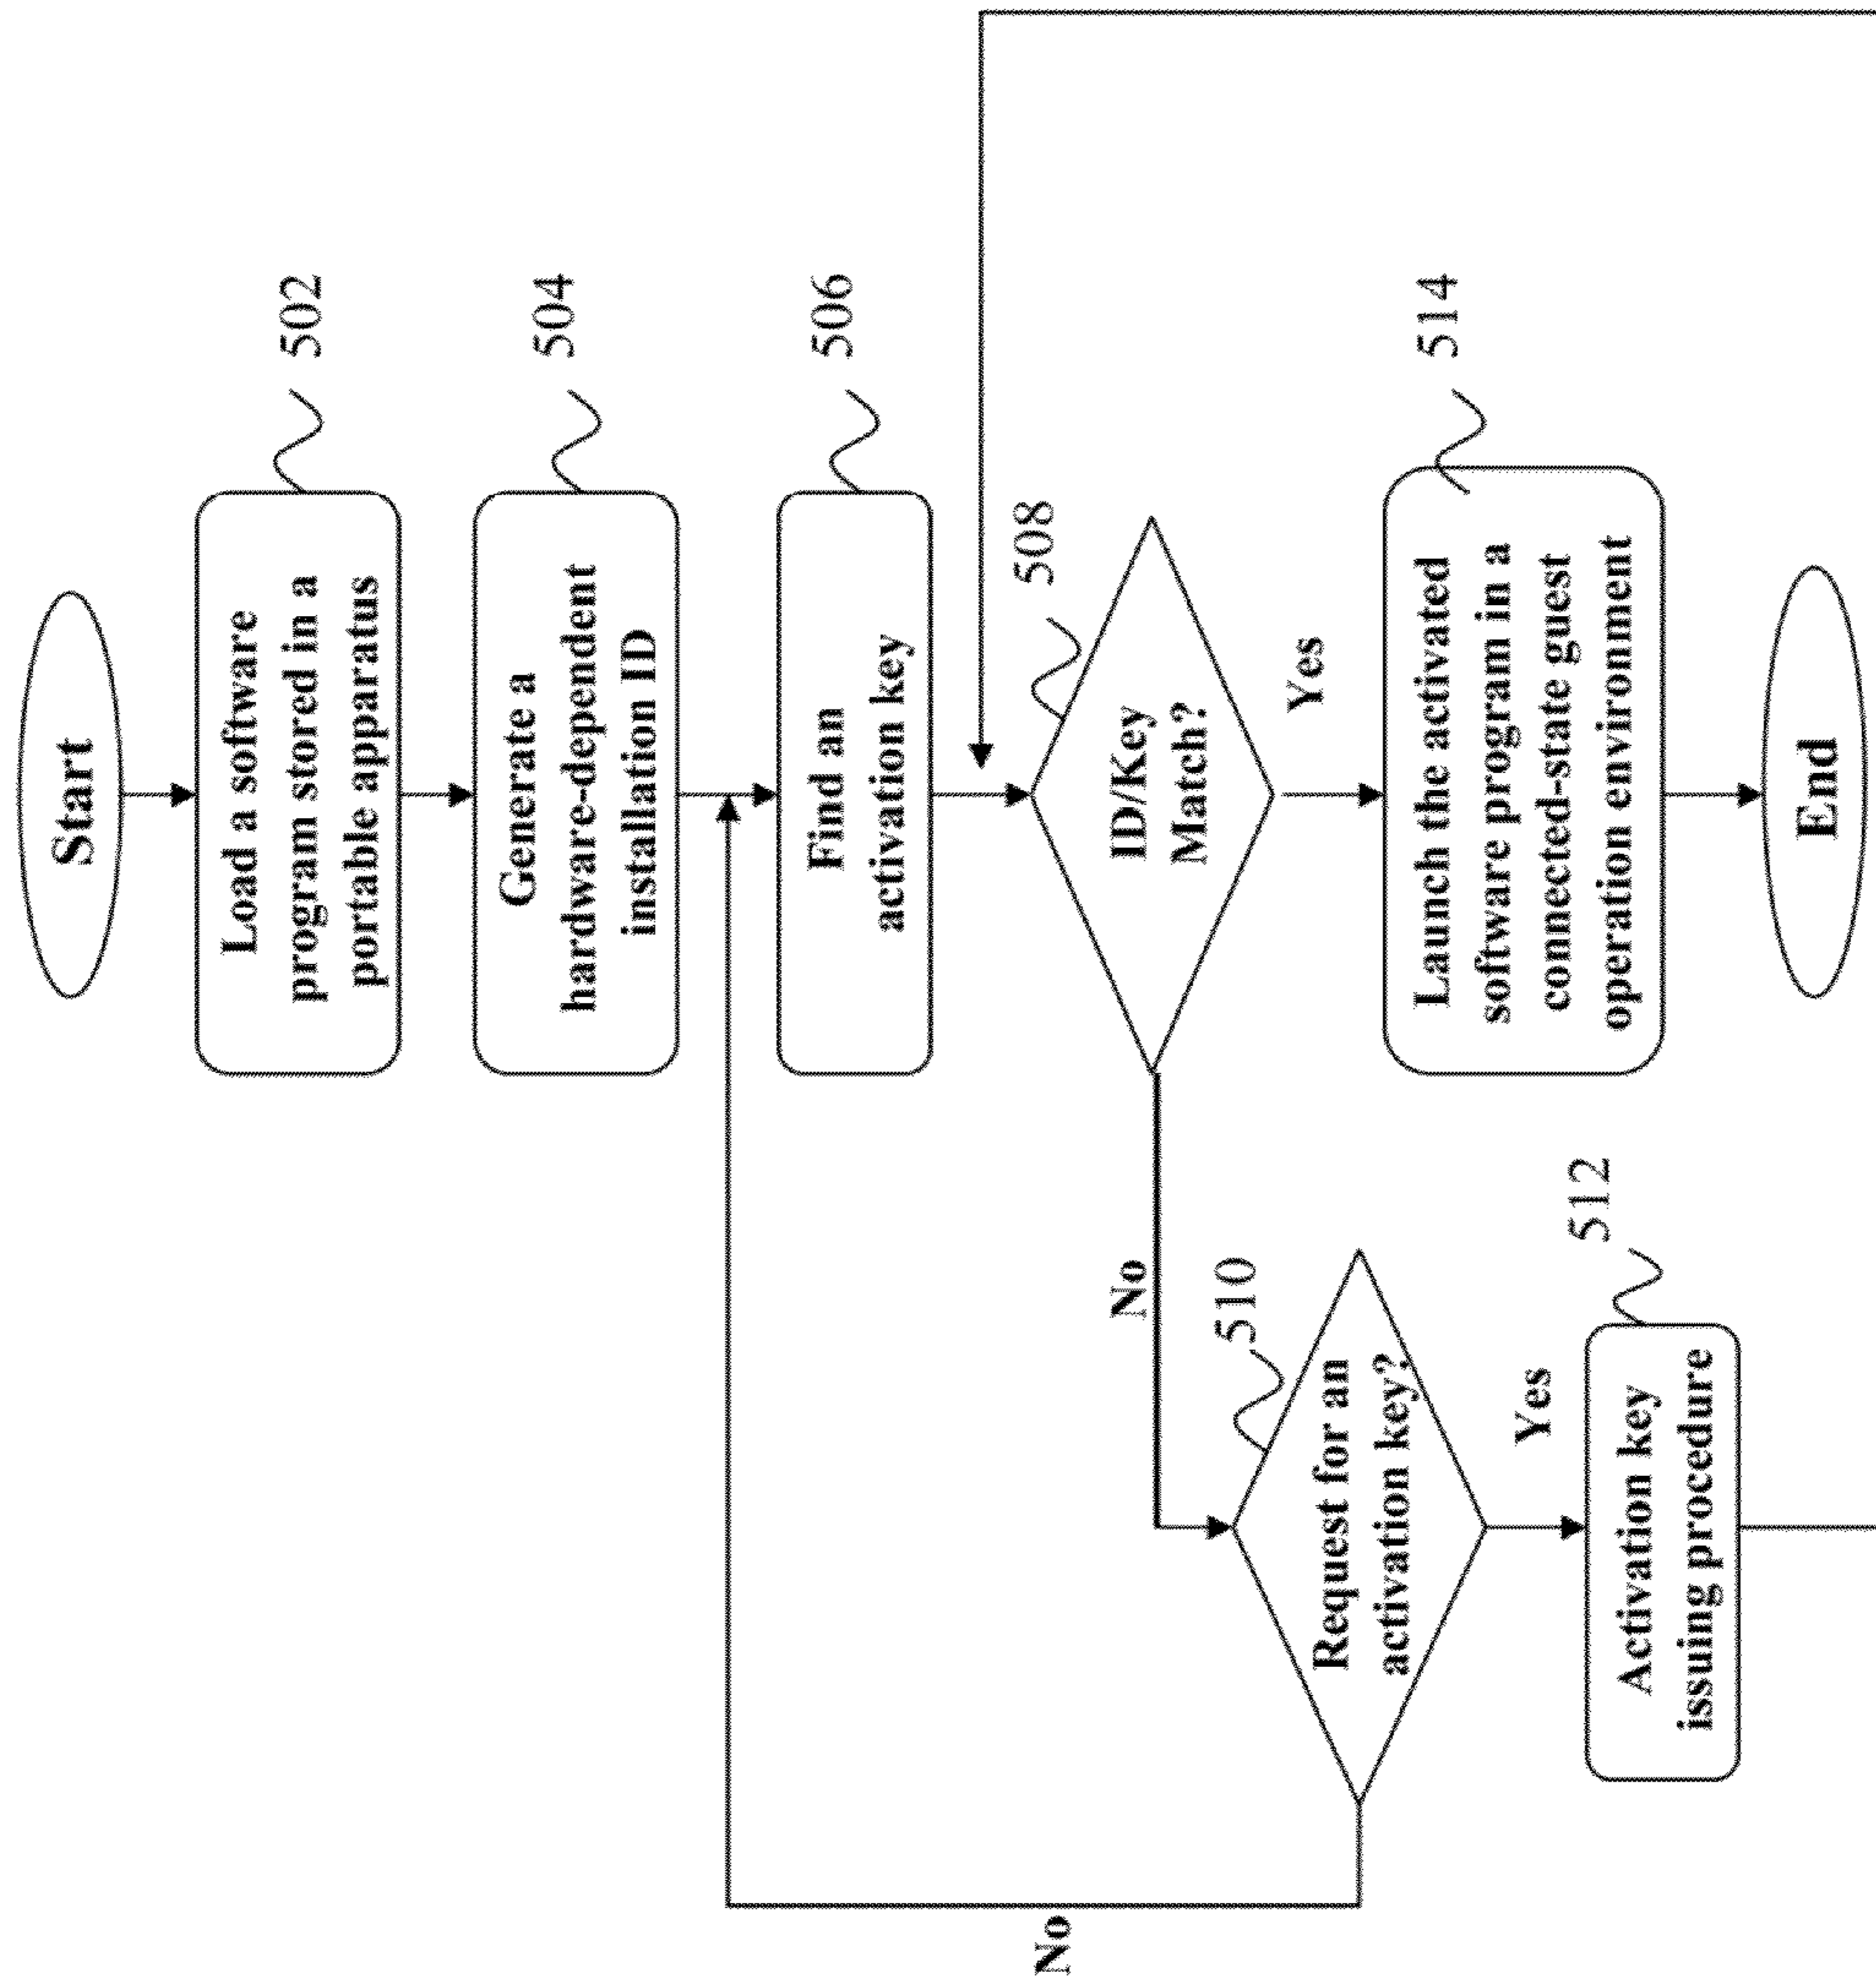 Start
Load a software
program stored in a
portable apparatus
502
Generate a
hardware-dependent
installation ID
504
Find an
activation key
506
ID/Key
Match?
508
No
Yes
Request for an
activation key?
510
No
Yes
Activation key
issuing procedure
512
Launch the activated
software program in a
connected-state guest
operation environment
514
End